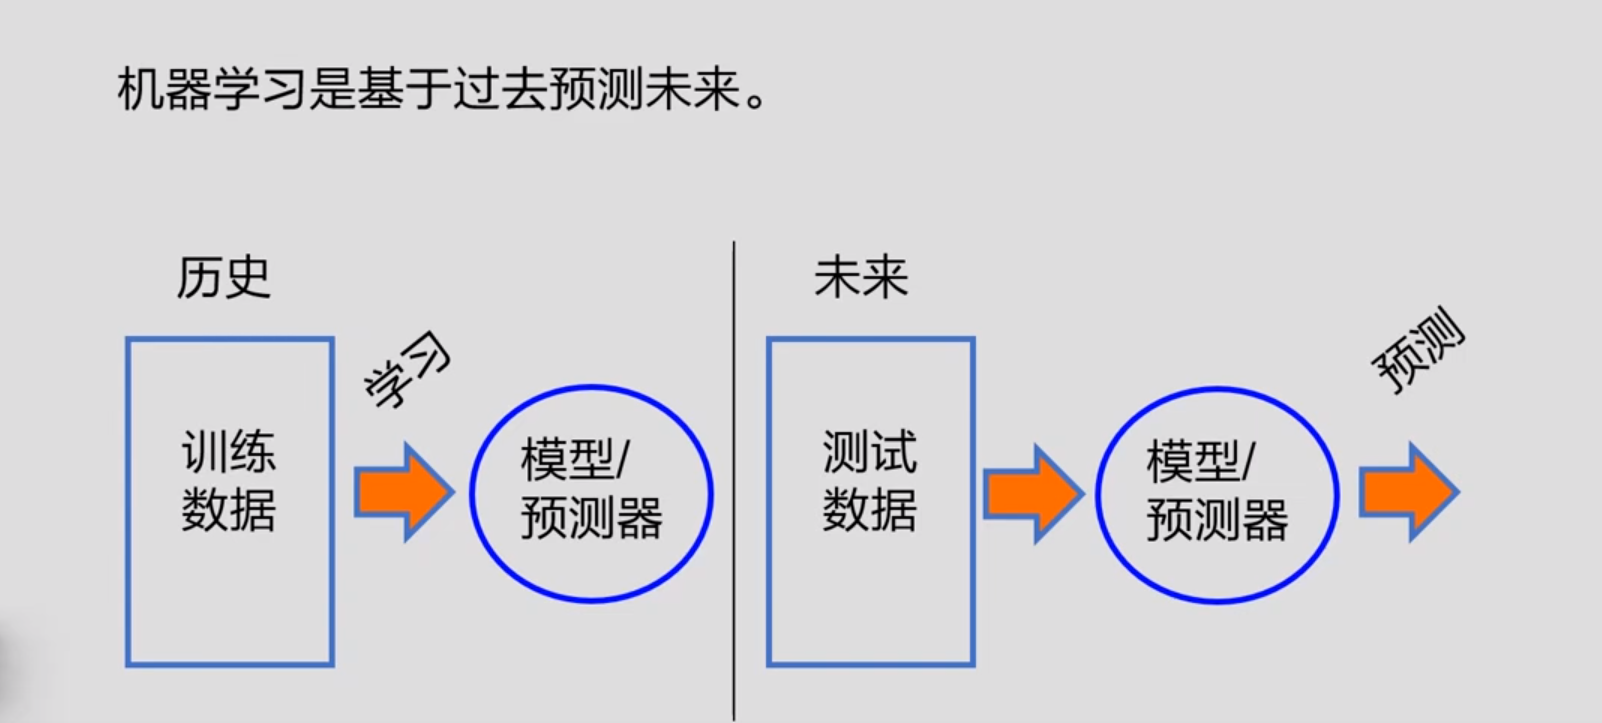 机器学习是基于过去预测未来。
历史
学习
训练
数据
模型/
预测器
未来
测试
数据
模型/
预测器
预测